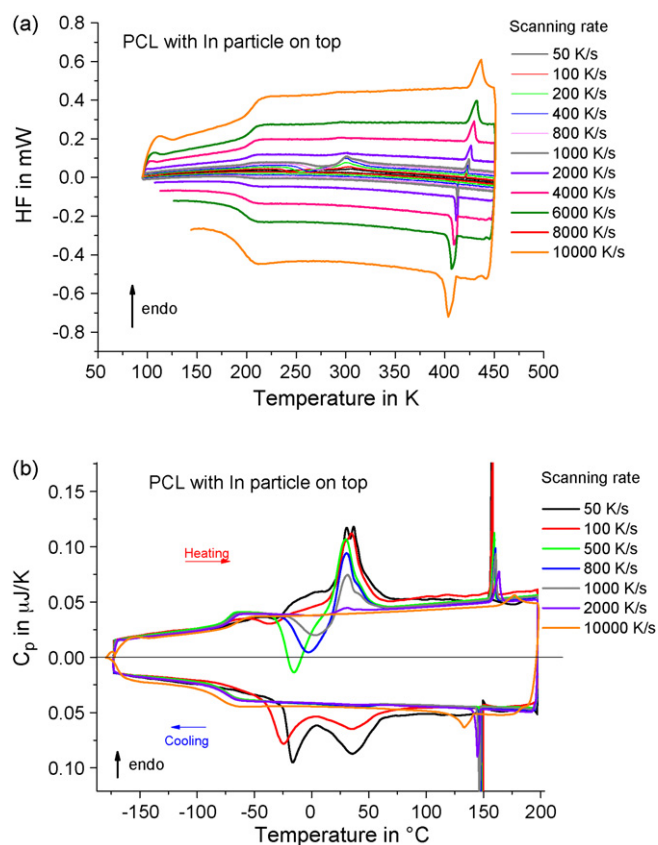 (a)
PCL with In particle on top
Scanning rate
50 K/s
100 K/s
200 K/s
400 K/s
800 K/s
1000 K/s
2000 K/s
4000 K/s
6000 K/s
8000 K/s
10000 K/s
HF in mW
0.8
0.6
0.4
0.2
0.0
-0.2
-0.4
-0.6
-0.8
endo
50 100 150 200 250 300 350 400 450 500
Temperature in K
(b)
PCL with In particle on top
Scanning rate
50 K/s
100 K/s
500 K/s
800 K/s
1000 K/s
2000 K/s
10000 K/s
Heating
Cp in μJ/K
0.15
0.10
0.05
0.00
0.05
0.10
Cooling
endo
-150 -100 -50 0 50 100 150 200
Temperature in °C